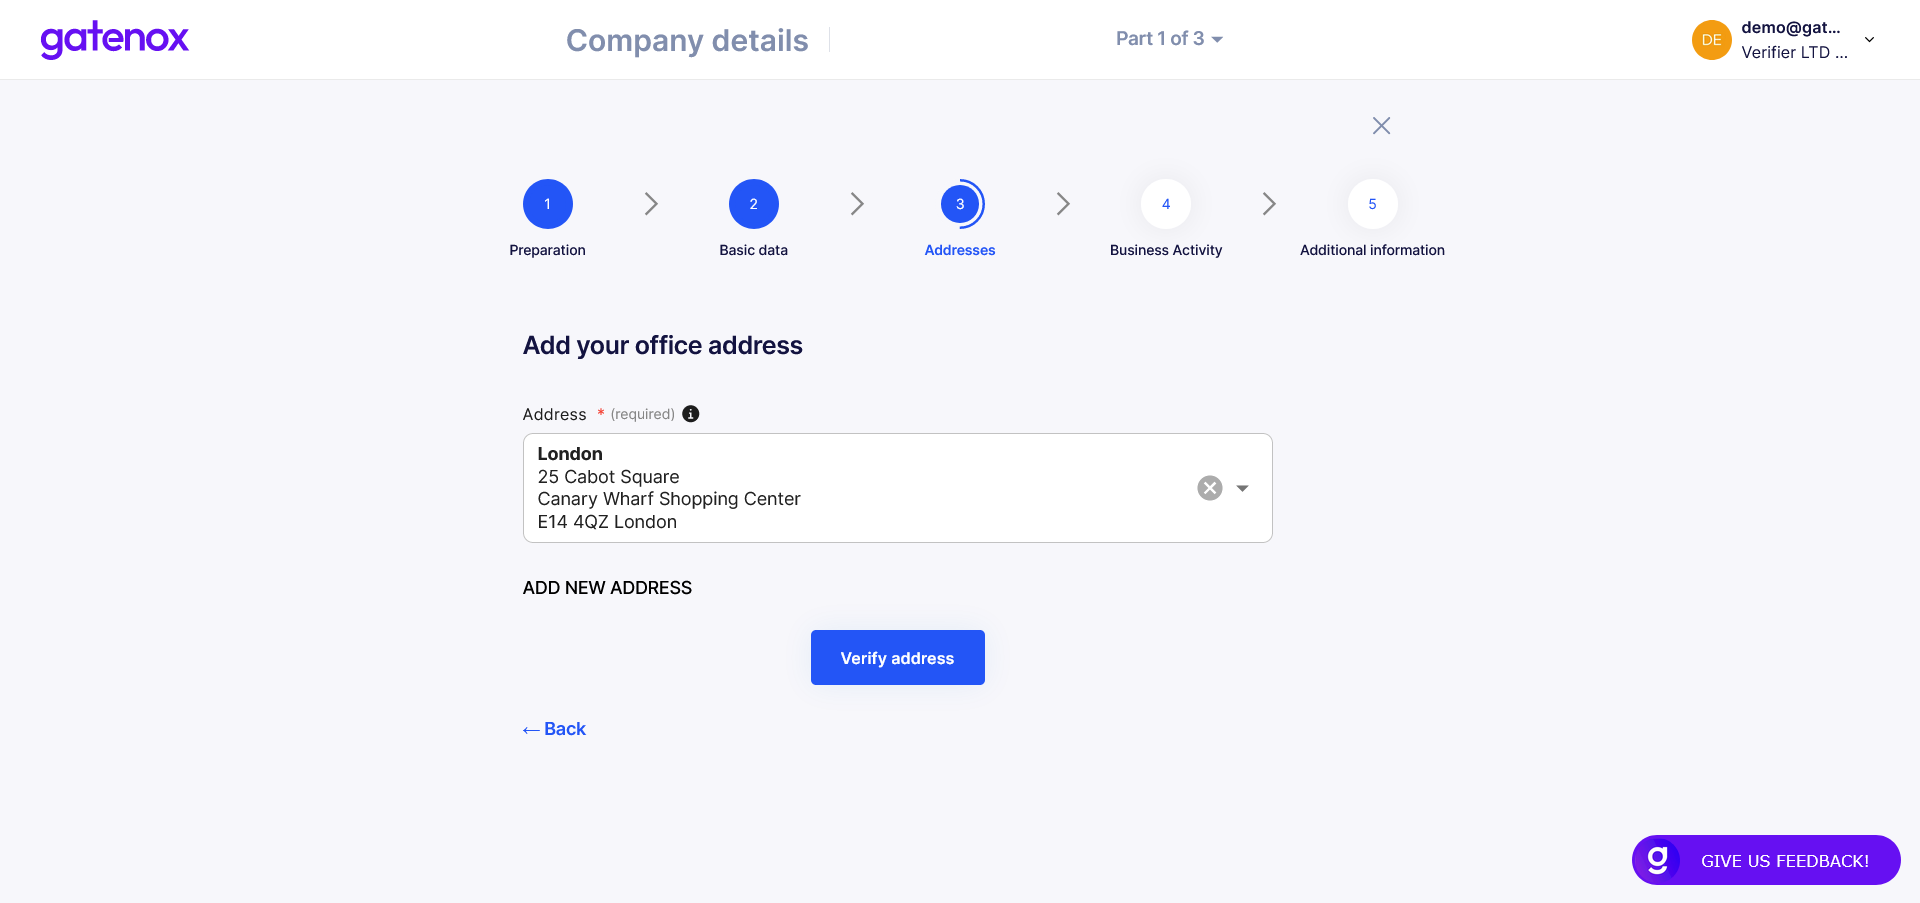 gatenox
Company details
Part 1 of 3
DE
demo@gat...
Verifier LTD ...
1
2
3
4
5
Preparation
Basic data
Addresses
Business Activity
Additional information
Add your office address
Address * (required)
London
25 Cabot Square
Canary Wharf Shopping Center
E14 4QZ London
ADD NEW ADDRESS
Verify address
← Back
g GIVE US FEEDBACK!